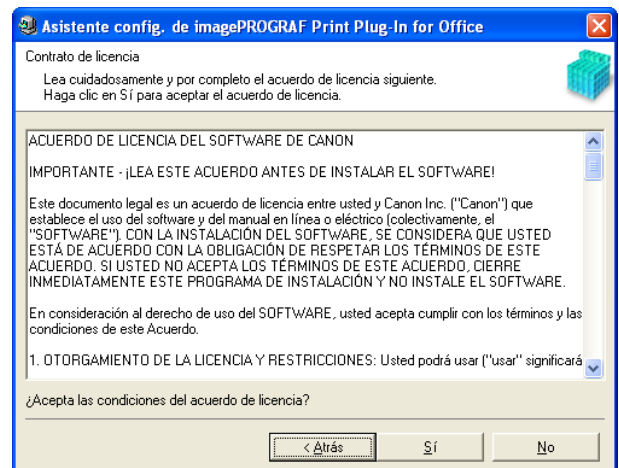 Asistente config. de imagePROGRAF Print Plug-In for Office
Contrato de licencia
Lea cuidadosamente y por completo el acuerdo de licencia siguiente.
Haga clic en Sí para aceptar el acuerdo de licencia.
ACUERDO DE LICENCIA DEL SOFTWARE DE CANON
IMPORTANTE - ¡LEA ESTE ACUERDO ANTES DE INSTALAR EL SOFTWARE!
Este documento legal es un acuerdo de licencia entre usted y Canon Inc. ("Canon") que
establece el uso del software y del manual en línea o eléctrico (colectivamente, el
"SOFTWARE"). CON LA INSTALACIÓN DEL SOFTWARE, SE CONSIDERA QUE USTED
ESTÁ DE ACUERDO CON LA OBLIGACIÓN DE RESPETAR LOS TÉRMINOS DE ESTE
ACUERDO. SI USTED NO ACEPTA LOS TÉRMINOS DE ESTE ACUERDO, CIERRE
INMEDIATAMENTE ESTE PROGRAMA DE INSTALACIÓN Y NO INSTALE EL SOFTWARE.
En consideración al derecho de uso del SOFTWARE, usted acepta cumplir con los términos y las
condiciones de este Acuerdo.
1. OTORGAMIENTO DE LA LICENCIA Y RESTRICCIONES: Usted podrá usar ("usar" significará
¿Acepta las condiciones del acuerdo de licencia?
< Atrás
Sí
No